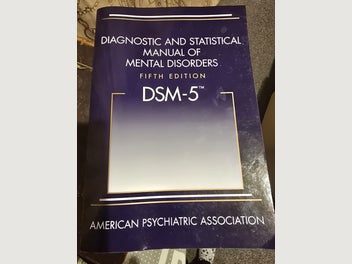 DIAGNOSTIC AND STATISTICAL
MANUAL OF
MENTAL DISORDERS
FIFTH EDITION
DSM-5™
AMERICAN PSYCHIATRIC ASSOCIATION